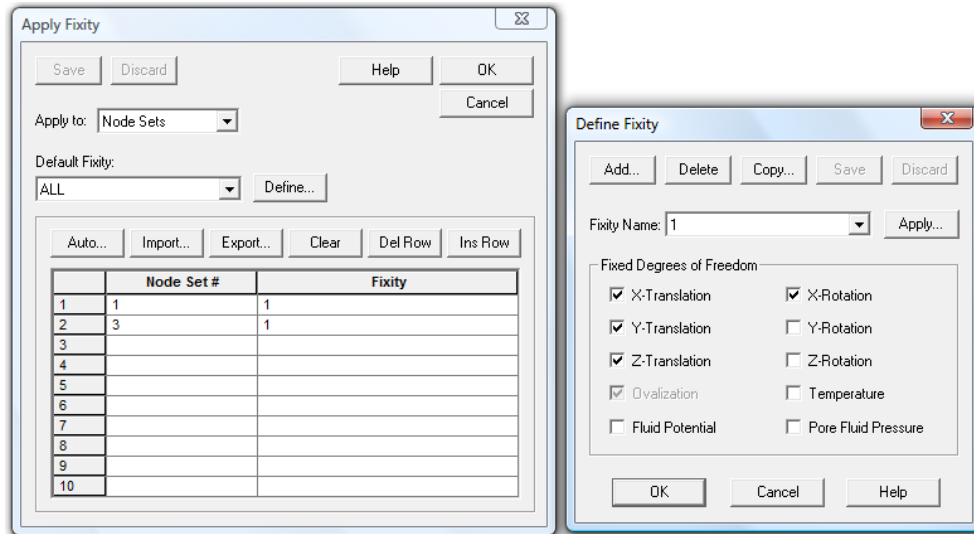 Apply Fixity
Save Discard Help OK
Cancel
Apply to: Node Sets
Default Fixity:
ALL Define...
Auto... Import... Export... Clear Del Row Ins Row
Node Set # Fixity
1 1 1
2 3 1
3
4
5
6
7
8
9
10
Define Fixity
Add... Delete Copy... Save Discard
Fixity Name: 1 Apply...
Fixed Degrees of Freedom
X-Translation X-Rotation
Y-Translation Y-Rotation
Z-Translation Z-Rotation
Ovalization Temperature
Fluid Potential Pore Fluid Pressure
OK Cancel Help